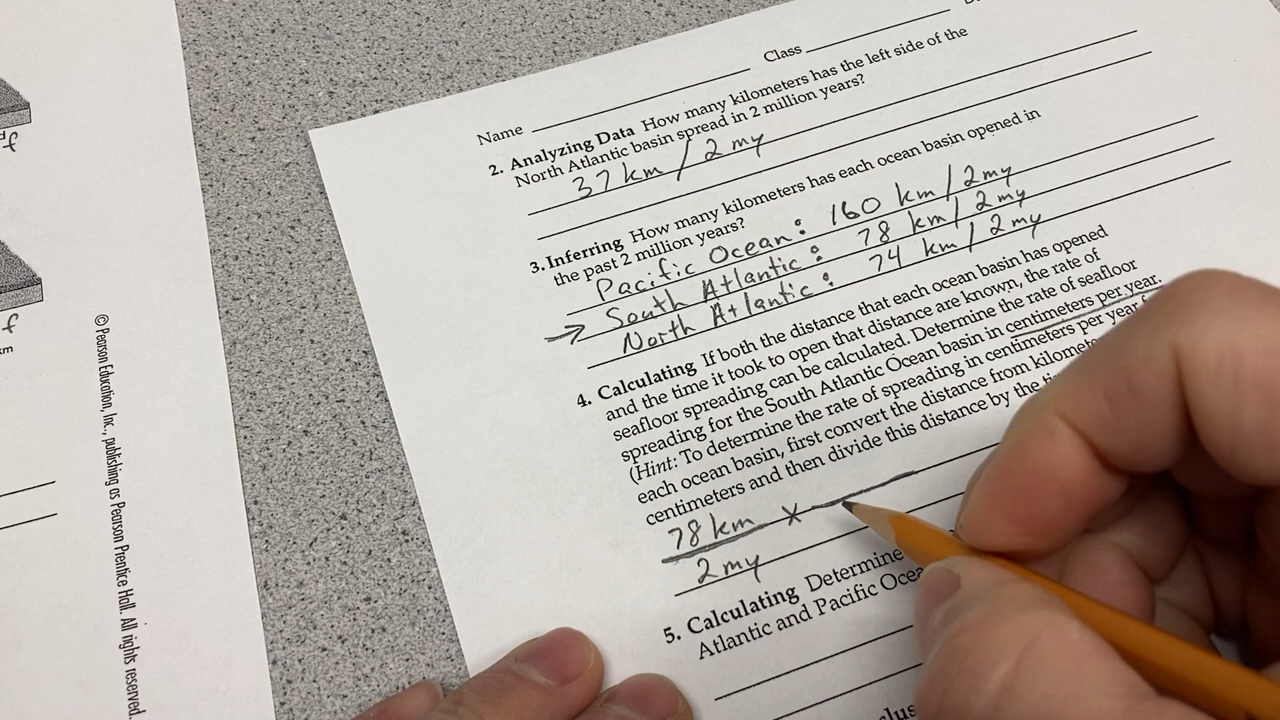 Class
Name
2. Analyzing Data How many kilometers has the left side of the
North Atlantic basin spread in 2 million years?
37 km / 2 my
3. Inferring How many kilometers has each ocean basin opened in
the past 2 million years?
Pacific Ocean: 160 km / 2 my
South Atlantic: 78 km / 2 my
→ North Atlantic: 74 km / 2 my
4. Calculating If both the distance that each ocean basin has opened
and the time it took to open that distance are known, the rate of
seafloor spreading can be calculated. Determine the rate of seafloor
spreading for the South Atlantic Ocean basin in centimeters per year.
(Hint: To determine the rate of spreading in centimeters per year
each ocean basin, first convert the distance from
centimeters and then divide this distance by the
78 km x
2 my
5. Calculating Determine
Atlantic and Pacific
© Pearson Education, Inc., publishing as Pearson Prentice Hall. All rights reserved.
f
km